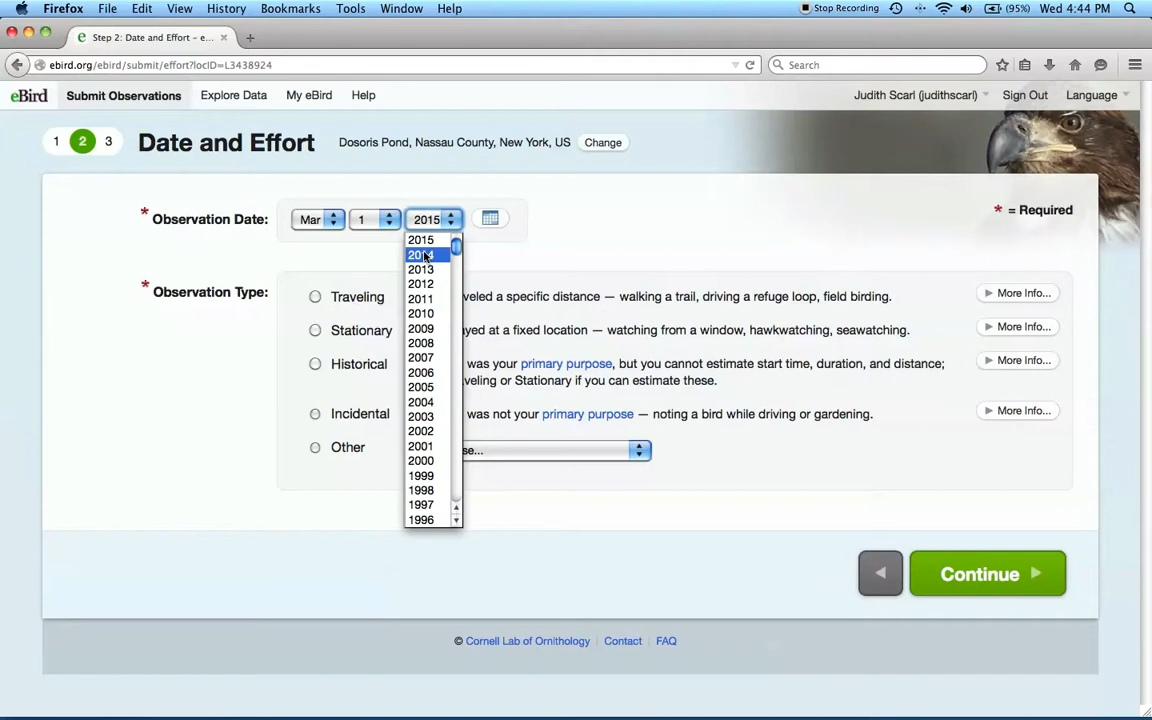 Firefox File Edit View History Bookmarks Tools Window Help Stop Recording (95%) Wed 4:44 PM
Step 2: Date and Effort – e...
ebird.org/ebird/submit/effort?locID=L3438924 Search
eBird Submit Observations Explore Data My eBird Help Judith Scarl (judithscarl) Sign Out Language
1 2 3 Date and Effort Dosoris Pond, Nassau County, New York, US Change
* Observation Date: Mar 1 2015 * = Required
2015
2014
2013
2012
2011
2010
2009
2008
2007
2006
2005
2004
2003
2002
2001
2000
1999
1998
1997
1996
* Observation Type:
Traveling veled a specific distance — walking a trail, driving a refuge loop, field birding. More Info...
Stationary ayed at a fixed location — watching from a window, hawkwatching, seawatching. More Info...
Historical was your primary purpose, but you cannot estimate start time, duration, and distance; More Info...
veling or Stationary if you can estimate these.
Incidental was not your primary purpose — noting a bird while driving or gardening. More Info...
Other se...
Continue
© Cornell Lab of Ornithology Contact FAQ